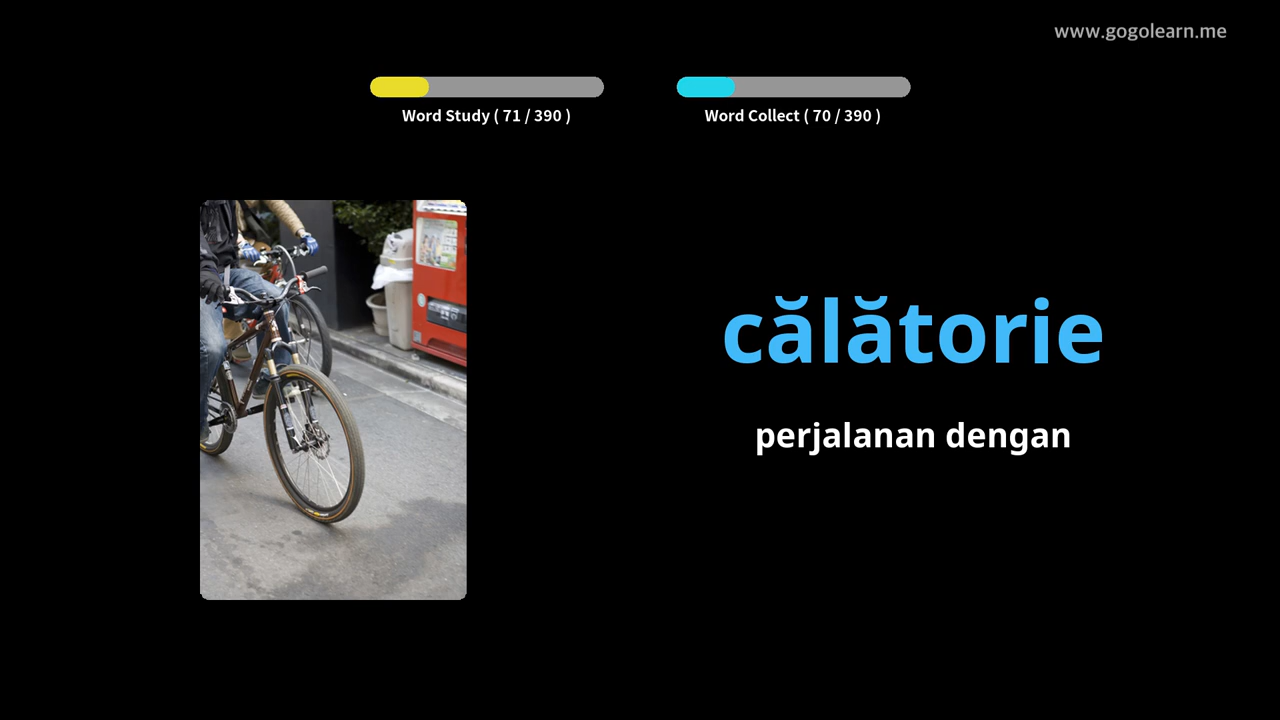 www.gogolearn.me
Word Study ( 71 / 390 )
Word Collect ( 70 / 390 )
călătorie
perjalanan dengan